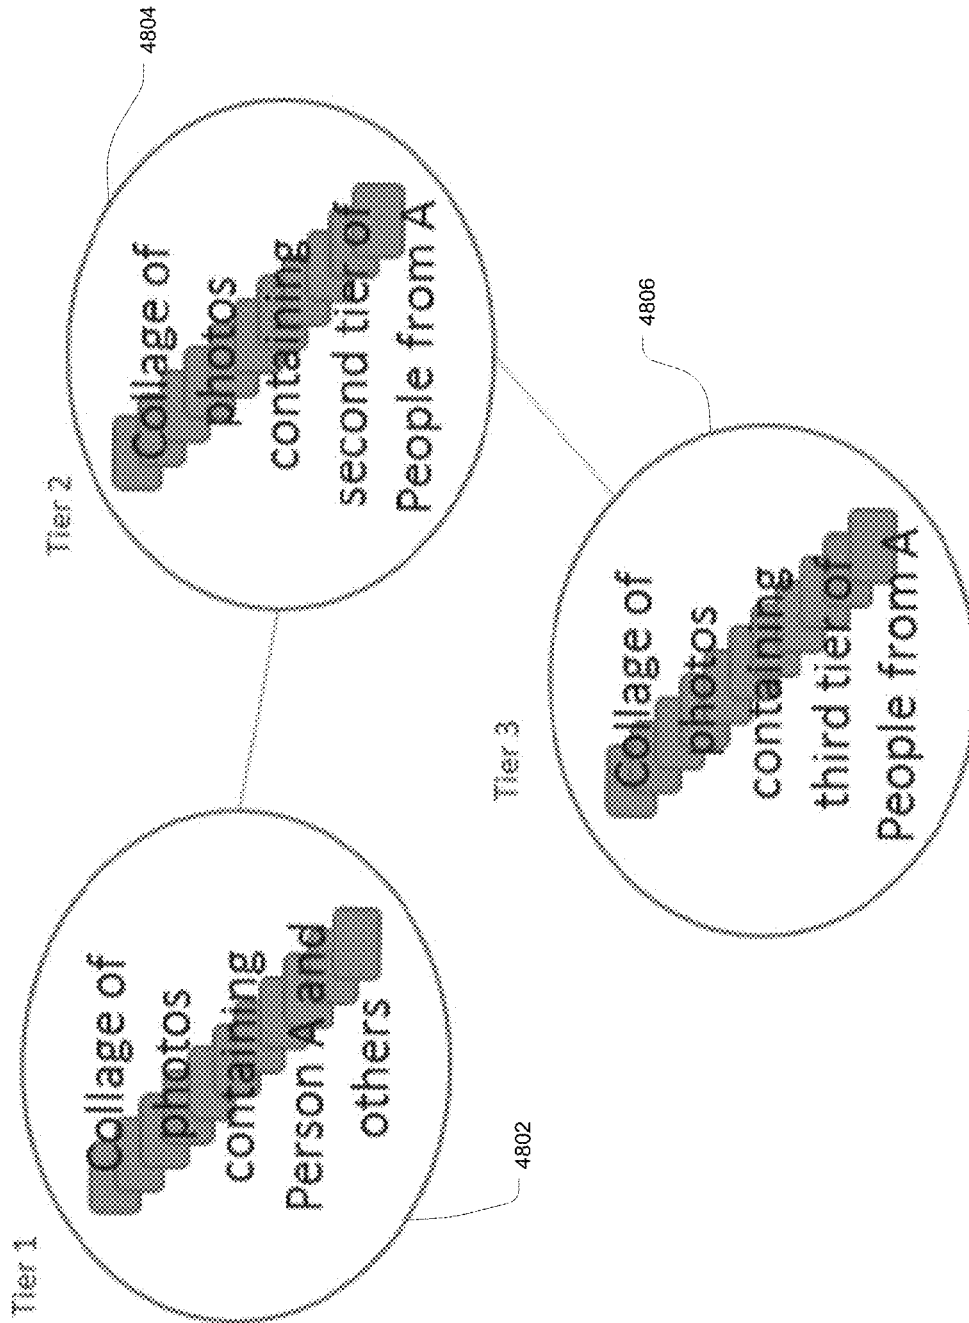 Tier 1
Collage of
photos
containing
Person A and
others
4802
Tier 2
Collage of
photos
containing
second tier of
People from A
4804
Tier 3
Collage of
photos
containing
third tier of
People from A
4806